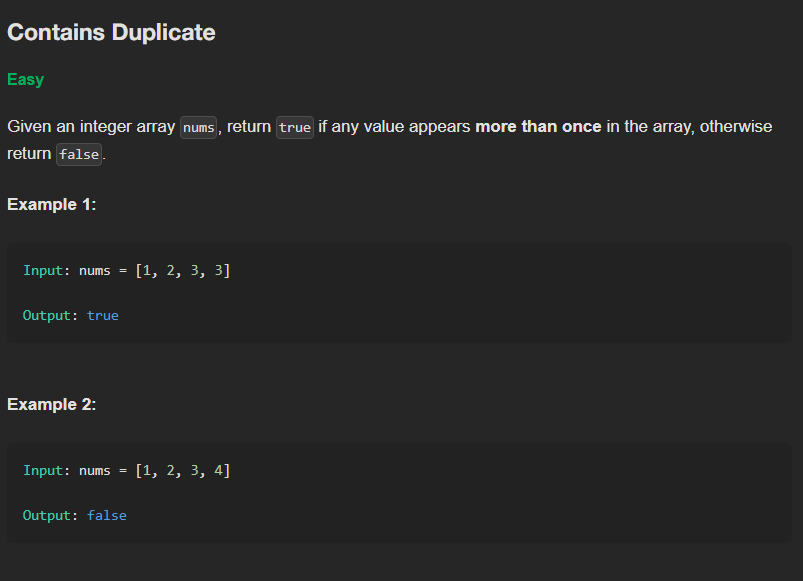 Contains Duplicate
Easy
Given an integer array nums, return true if any value appears more than once in the array, otherwise
return false.
Example 1:
Input: nums = [1, 2, 3, 3]
Output: true
Example 2:
Input: nums = [1, 2, 3, 4]
Output: false